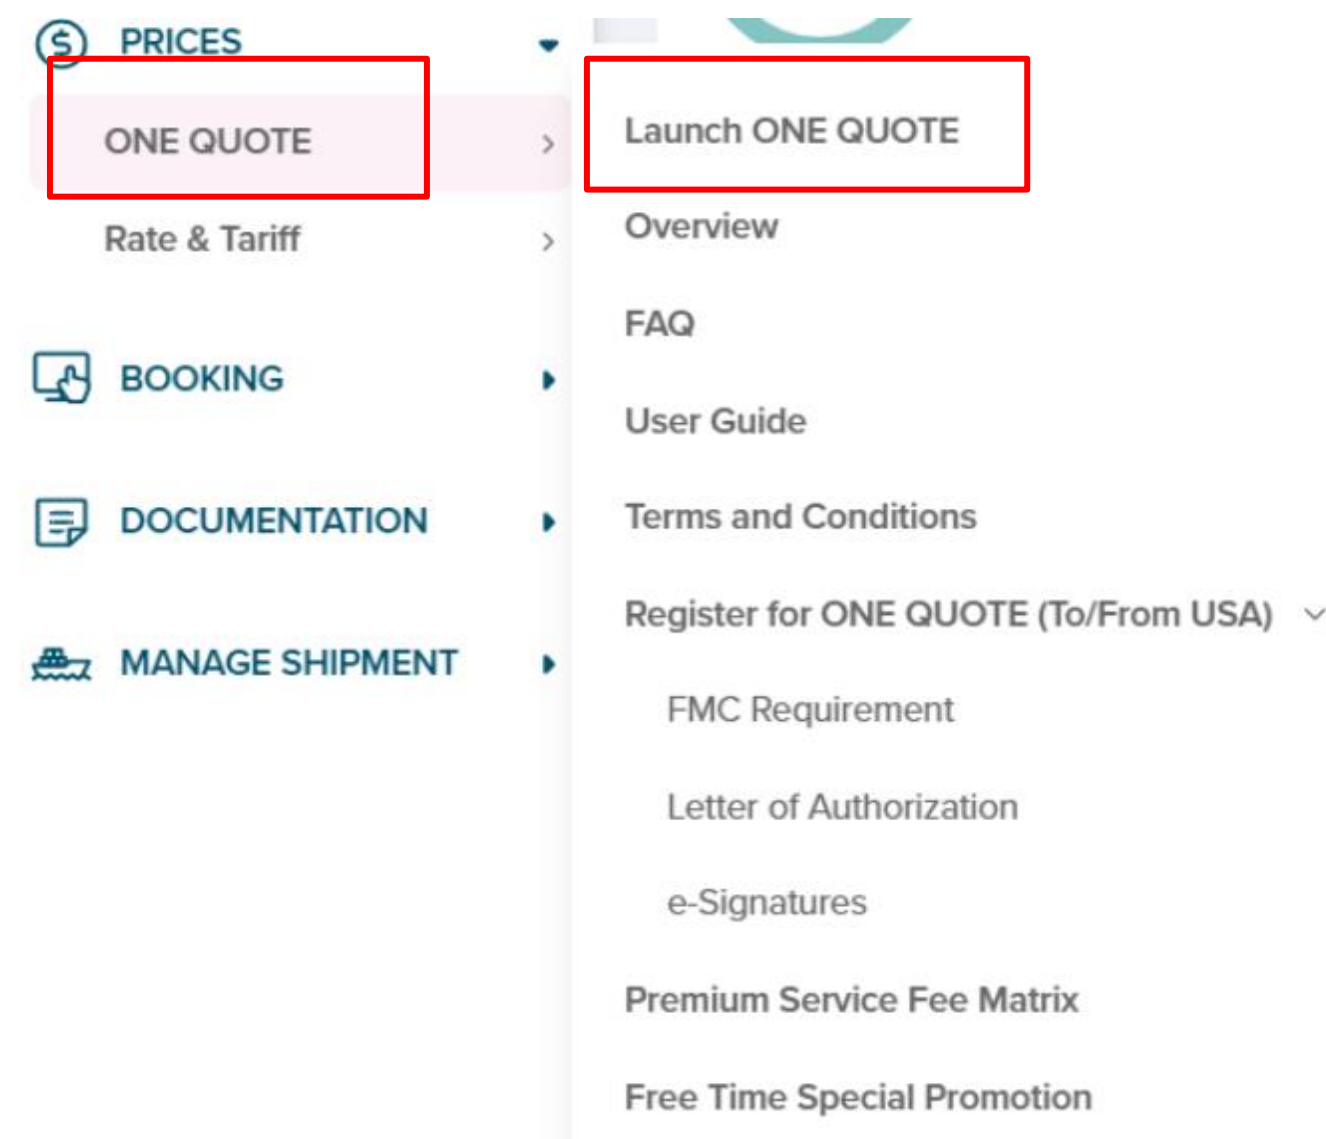 PRICES
ONE QUOTE
Rate & Tariff
BOOKING
DOCUMENTATION
MANAGE SHIPMENT
Launch ONE QUOTE
Overview
FAQ
User Guide
Terms and Conditions
Register for ONE QUOTE (To/From USA)
FMC Requirement
Letter of Authorization
e-Signatures
Premium Service Fee Matrix
Free Time Special Promotion